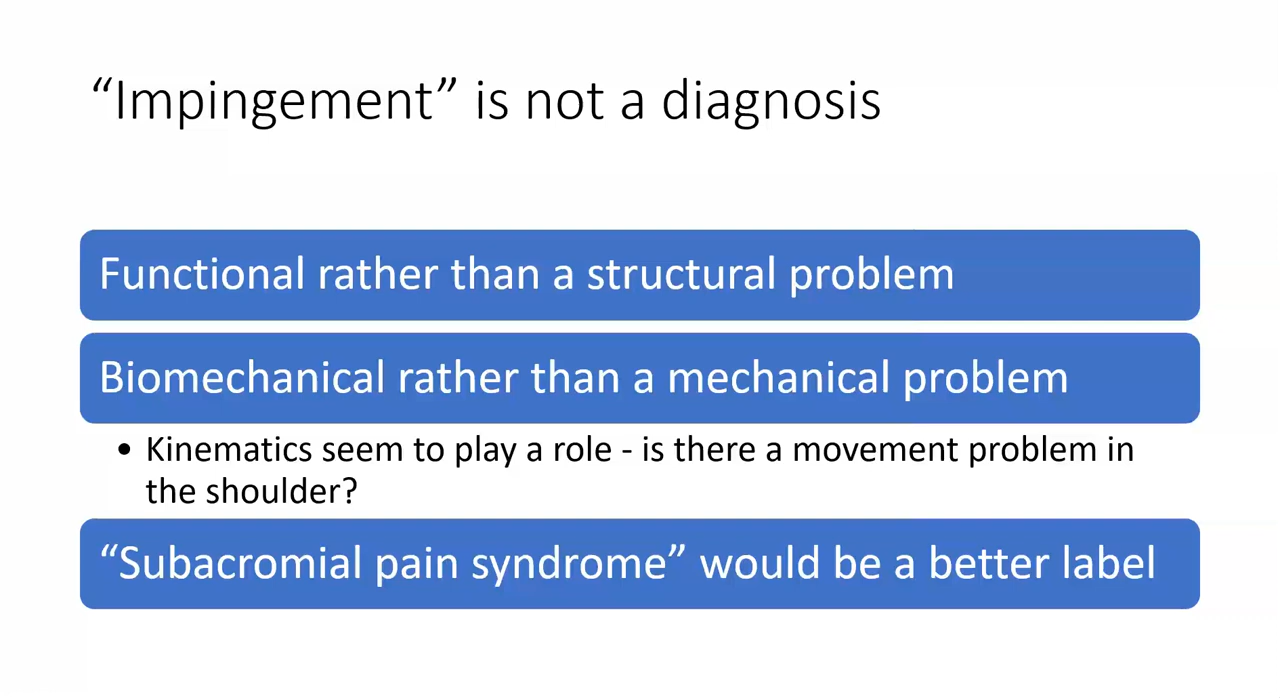 “Impingement” is not a diagnosis
Functional rather than a structural problem
Biomechanical rather than a mechanical problem
• Kinematics seem to play a role - is there a movement problem in
the shoulder?
“Subacromial pain syndrome” would be a better label